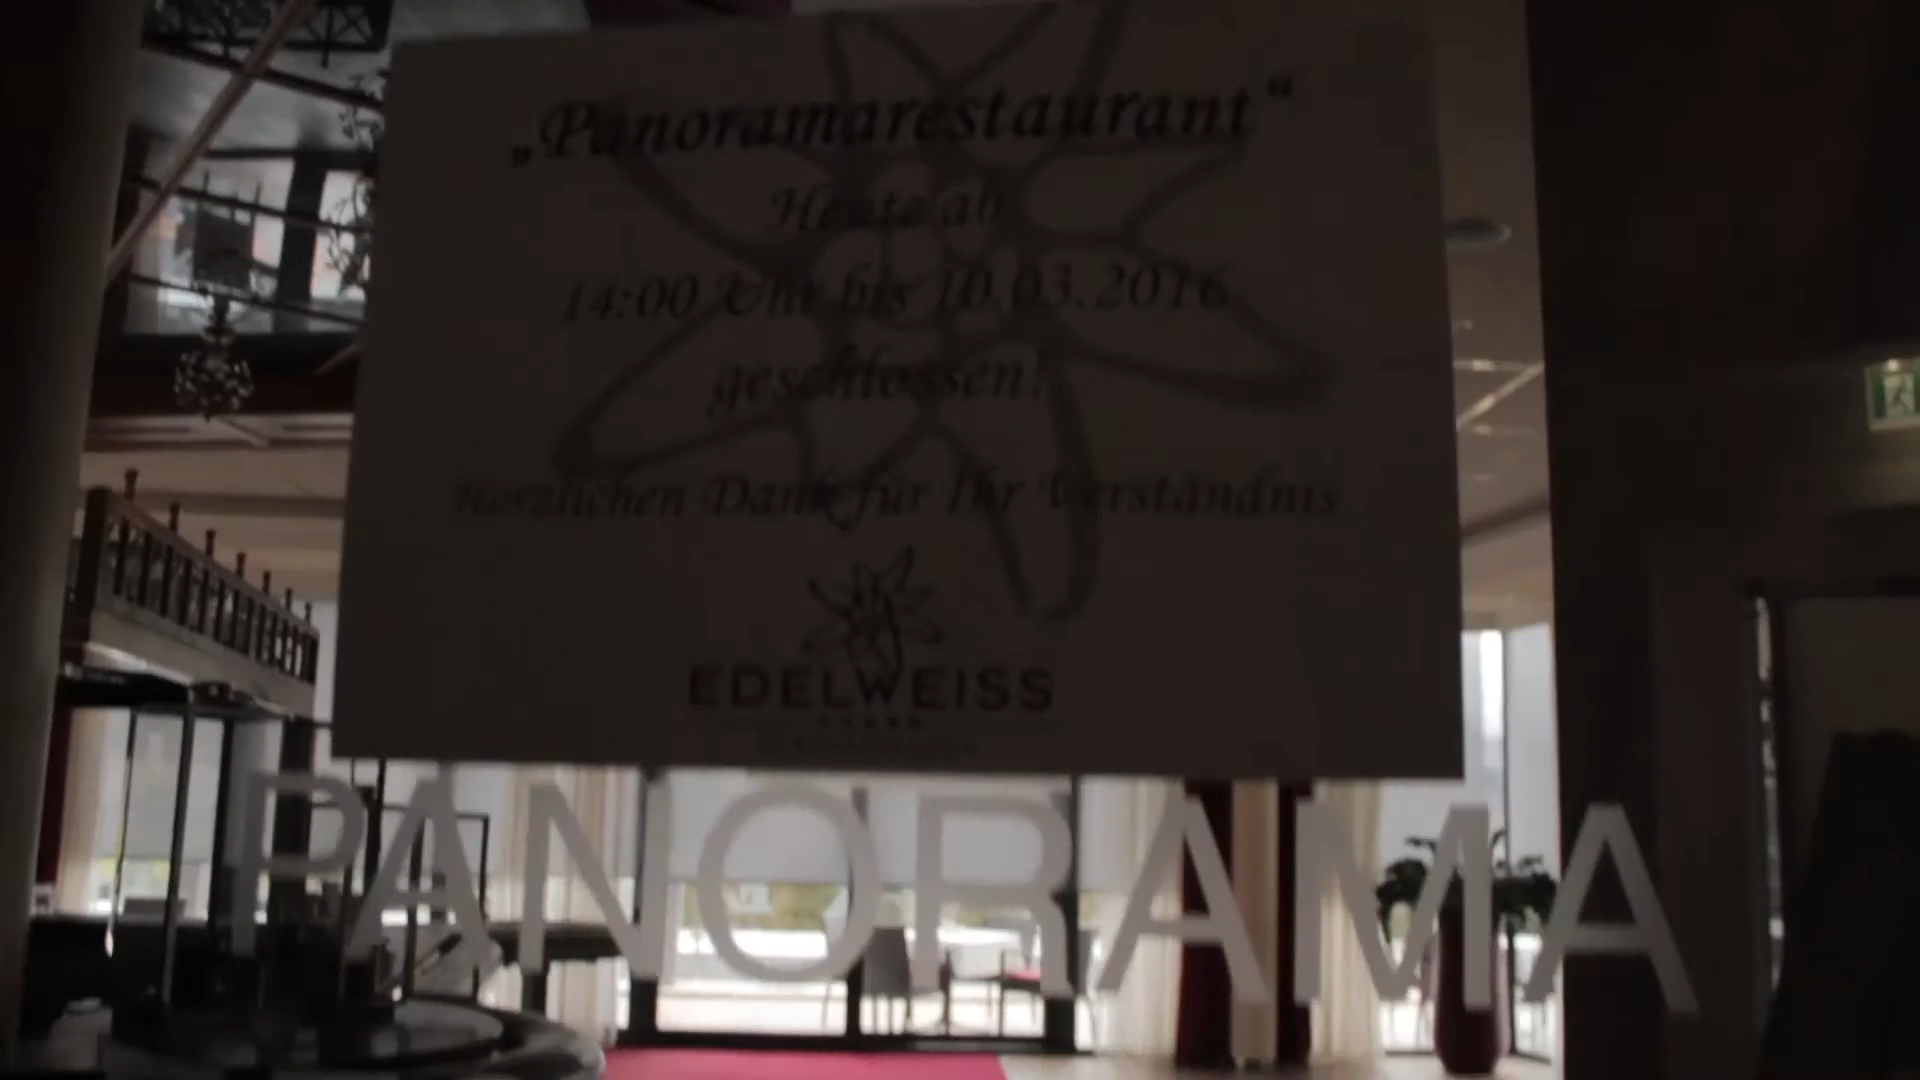 „Panoramarestaurant“
Heute ab
14:00 Uhr bis 10.03.2016
geschlossen!
Herzlichen Dank für Ihr Verständnis
EDELWEISS
PANORAMA